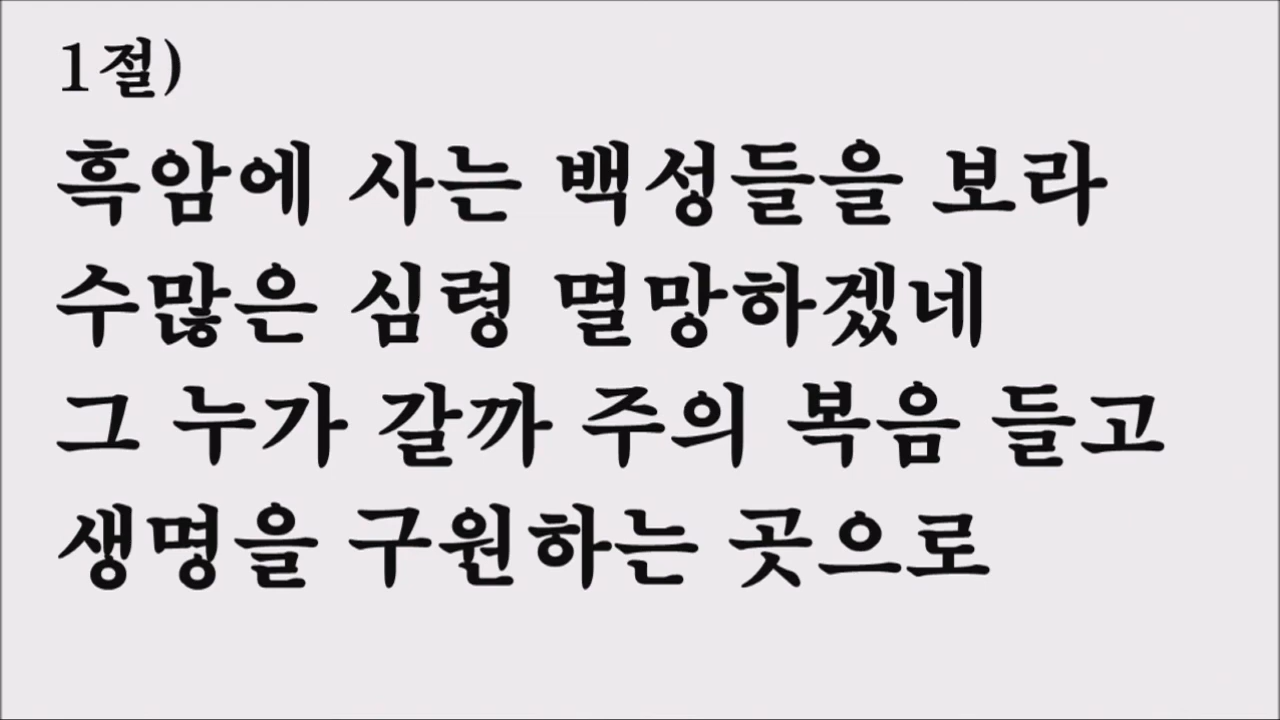 1절)
흑암에 사는 백성들을 보라
수많은 심령 멸망하겠네
그 누가 갈까 주의 복음 들고
생명을 구원하는 곳으로